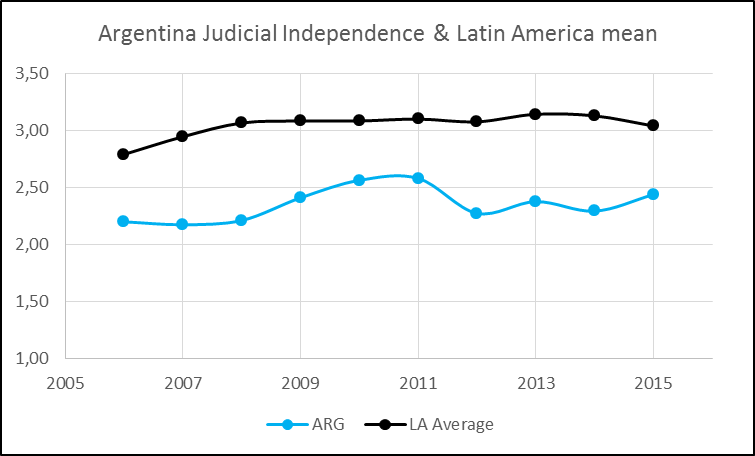 Argentina Judicial Independence & Latin America mean
3,50
3,00
2,50
2,00
1,50
1,00
2005 2007 2009 2011 2013 2015
ARG LA Average